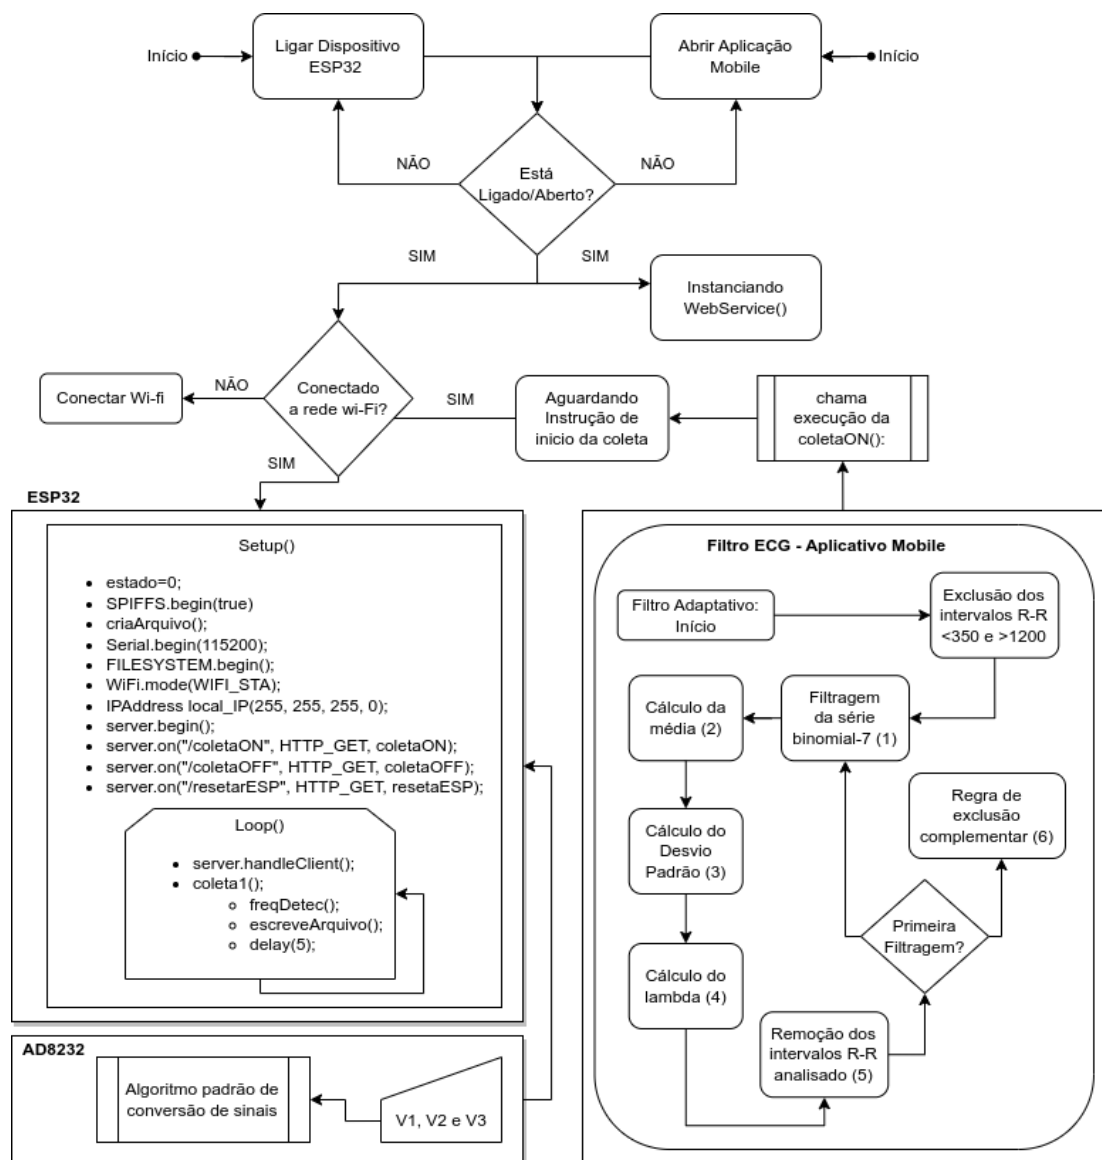 Início
Ligar Dispositivo
ESP32
Abrir Aplicação
Mobile
Início
NÃO
NÃO
Está
Ligado/Aberto?
SIM
SIM
Instanciando
WebService()
Conectar Wi-fi
NÃO
Conectado
a rede wi-Fi?
SIM
Aguardando
Instrução de
inicio da coleta
chama
execução da
coletaON():
SIM
ESP32
Setup()
estado=0;
SPIFFS.begin(true)
criaArquivo();
Serial.begin(115200);
FILESYSTEM.begin();
WiFi.mode(WIFI_STA);
IPAddress local_IP(255, 255, 255, 0);
server.begin();
server.on("/coletaON", HTTP_GET, coletaON);
server.on("/coletaOFF", HTTP_GET, coletaOFF);
server.on("/resetarESP", HTTP_GET, resetaESP);
Loop()
server.handleClient();
coleta1();
freqDetec();
escreveArquivo();
delay(5);
AD8232
Algoritmo padrão de
conversão de sinais
V1, V2 e V3
Filtro ECG - Aplicativo Mobile
Filtro Adaptativo:
Início
Exclusão dos
intervalos R-R
<350 e >1200
Filtragem
da série
binomial-7 (1)
Cálculo da
média (2)
Cálculo do
Desvio
Padrão (3)
Cálculo do
lambda (4)
Remoção dos
intervalos R-R
analisado (5)
Primeira
Filtragem?
Regra de
exclusão
complementar (6)